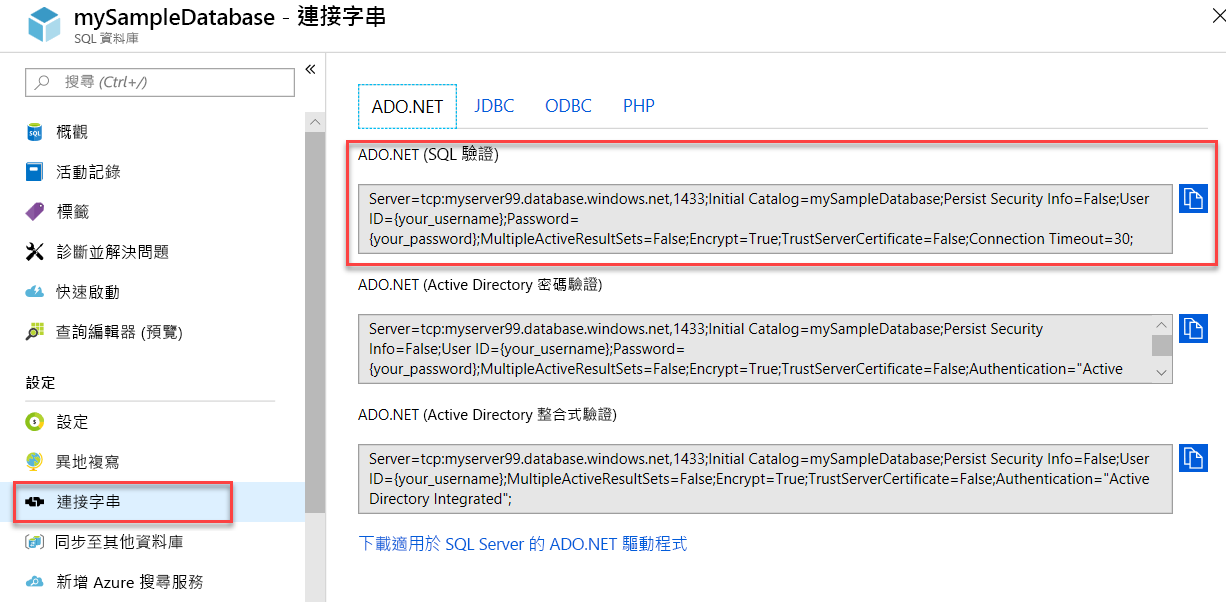 mySampleDatabase - 連接字串
SQL 資料庫
搜尋 (Ctrl+/)
概觀
活動記錄
標籤
診斷並解決問題
快速啟動
查詢編輯器 (預覽)
設定
設定
異地複寫
連接字串
同步至其他資料庫
新增 Azure 搜尋服務
ADO.NET JDBC ODBC PHP
ADO.NET (SQL 驗證)
Server=tcp:myserver99.database.windows.net,1433;Initial Catalog=mySampleDatabase;Persist Security Info=False;User
ID={your_username};Password=
{your_password};MultipleActiveResultSets=False;Encrypt=True;TrustServerCertificate=False;Connection Timeout=30;
ADO.NET (Active Directory 密碼驗證)
Server=tcp:myserver99.database.windows.net,1433;Initial Catalog=mySampleDatabase;Persist Security
Info=False;User ID={your_username};Password=
{your_password};MultipleActiveResultSets=False;Encrypt=True;TrustServerCertificate=False;Authentication="Active
ADO.NET (Active Directory 整合式驗證)
Server=tcp:myserver99.database.windows.net,1433;Initial Catalog=mySampleDatabase;Persist Security Info=False;User
ID={your_username};MultipleActiveResultSets=False;Encrypt=True;TrustServerCertificate=False;Authentication="Active
Directory Integrated";
下載適用於 SQL Server 的 ADO.NET 驅動程式